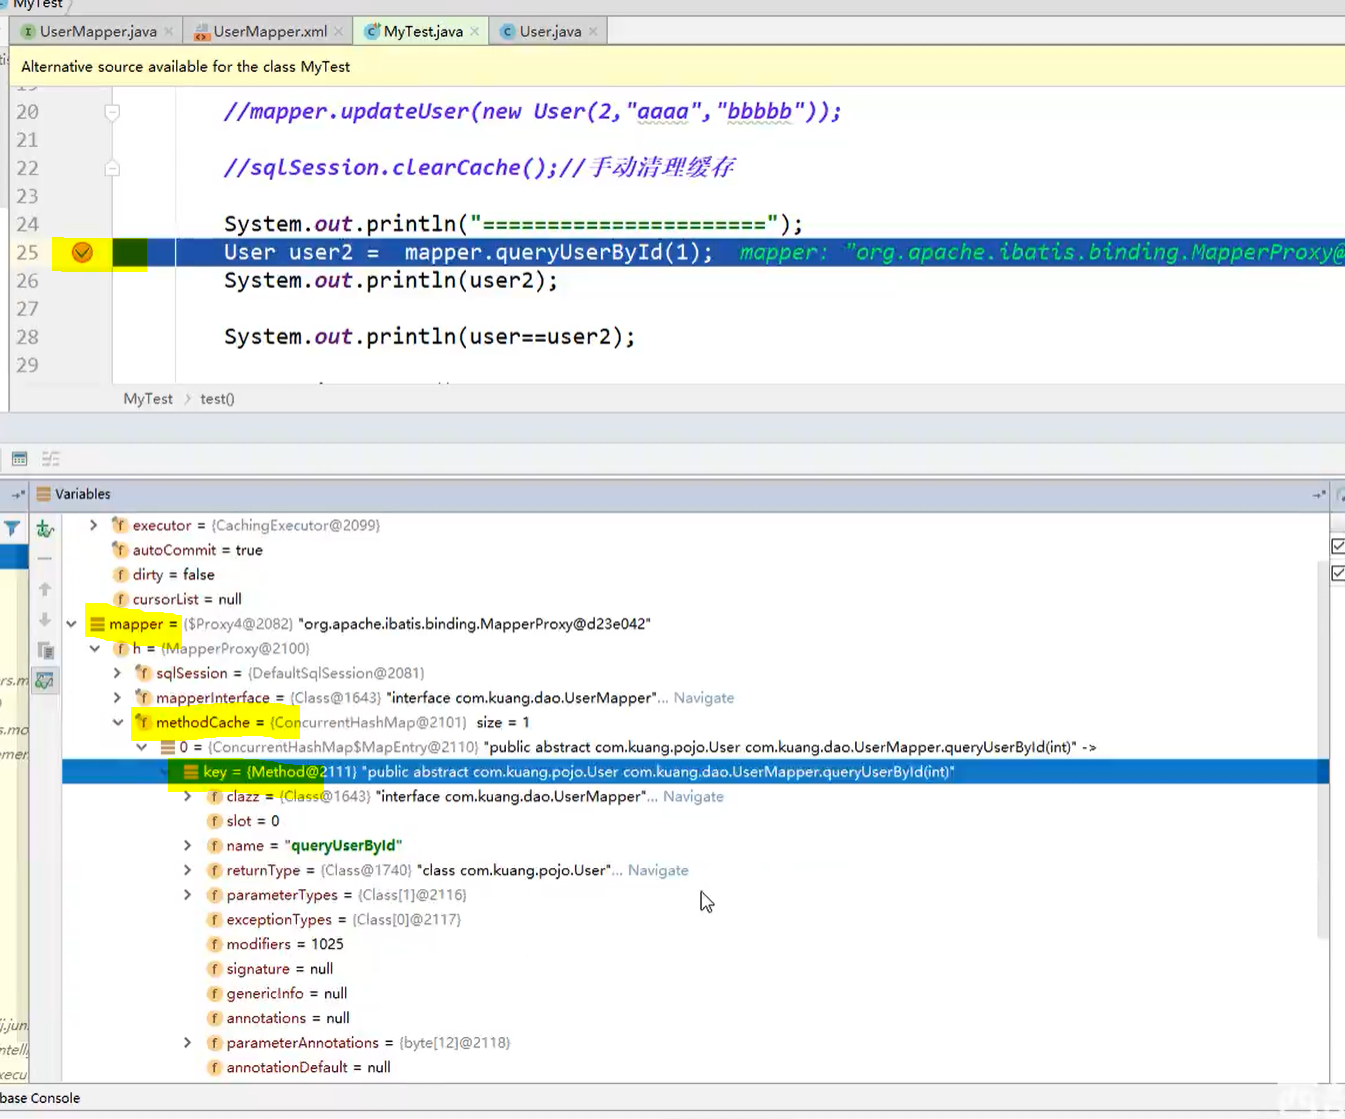 MyTest
UserMapper.java
UserMapper.xml
MyTest.java
User.java
Alternative source available for the class MyTest
20 //mapper.updateUser(new User(2,"aaaa","bbbbb"));
21
22 //sqlSession.clearCache();//手动清理缓存
23
24 System.out.println("======================");
25 User user2 =  mapper.queryUserById(1);  mapper: "org.apache.ibatis.binding.MapperProxy@
26 System.out.println(user2);
27
28 System.out.println(user==user2);
29
MyTest > test()
Variables
executor = {CachingExecutor@2099}
autoCommit = true
dirty = false
cursorList = null
mapper = {$Proxy4@2082} "org.apache.ibatis.binding.MapperProxy@d23e042"
h = {MapperProxy@2100}
sqlSession = {DefaultSqlSession@2081}
mapperInterface = {Class@1643} "interface com.kuang.dao.UserMapper"... Navigate
methodCache = {ConcurrentHashMap@2101}  size = 1
0 = {ConcurrentHashMap$MapEntry@2110} "public abstract com.kuang.pojo.User com.kuang.dao.UserMapper.queryUserById(int)" ->
key = {Method@2111} "public abstract com.kuang.pojo.User com.kuang.dao.UserMapper.queryUserById(int)"
clazz = {Class@1643} "interface com.kuang.dao.UserMapper"... Navigate
slot = 0
name = "queryUserById"
returnType = {Class@1740} "class com.kuang.pojo.User"... Navigate
parameterTypes = {Class[1]@2116}
exceptionTypes = {Class[0]@2117}
modifiers = 1025
signature = null
genericInfo = null
annotations = null
parameterAnnotations = {byte[12]@2118}
annotationDefault = null
base Console